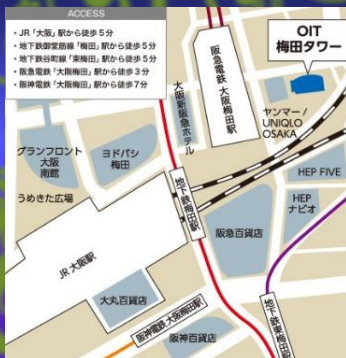 ACCESS
・JR「大阪」駅から徒歩5分
・地下鉄御堂筋線「梅田」駅から徒歩5分
・地下鉄谷町線「東梅田」駅から徒歩5分
・阪急電鉄「大阪梅田」駅から徒歩3分
・阪神電鉄「大阪梅田」駅から徒歩7分
OIT
梅田タワー
阪急電鉄 大阪梅田駅
大阪新阪急ホテル
ヤンマー/
UNIQLO
OSAKA
グランフロント
大阪
南館
ヨドバシ
梅田
うめきた広場
地下鉄梅田駅
HEP FIVE
HEP
ナビオ
阪急百貨店
JR 大阪駅
大丸百貨店
阪神電鉄 大阪梅田駅
阪神百貨店
地下鉄東梅田駅